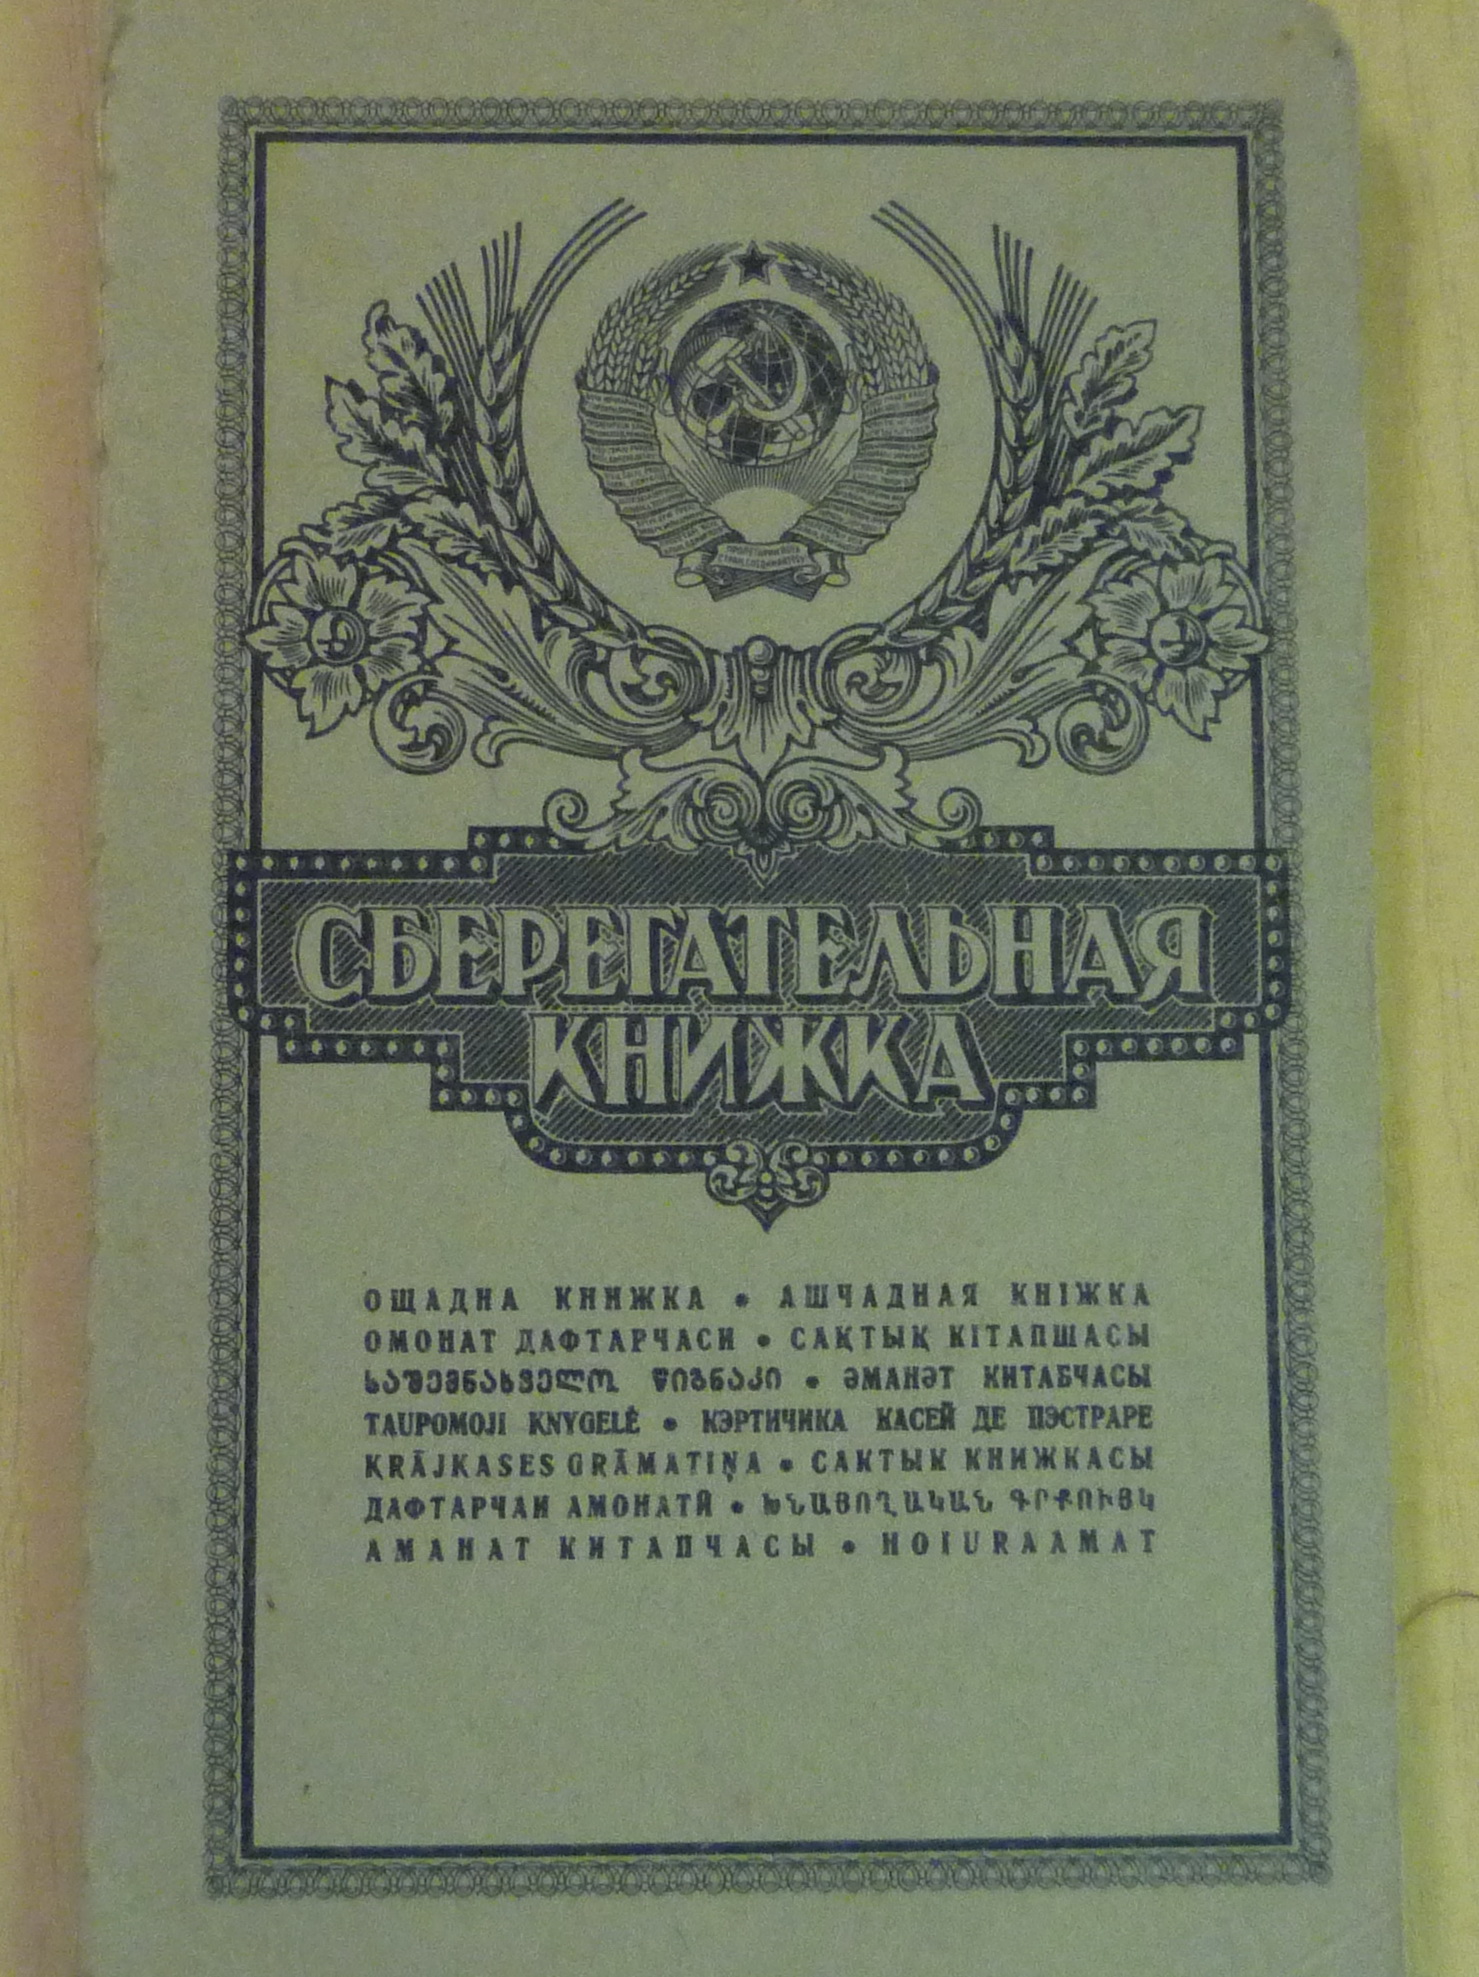 СБЕРЕГАТЕЛЬНАЯ
КНИЖКА
ОЩАДНА КНИЖКА • АШЧАДНАЯ КНІЖКА
ОМОНАТ ДАФТАРЧАСИ • САҚТЫҚ КІТАПШАСЫ
ᲡᲐᲨᲔᲛᲜᲐᲮᲕᲔᲚᲝ ᲬᲘᲒᲜᲐᲙᲘ • ӘМАНӘТ КИТАБЧАСЫ
TAUPOMOJI KNYGELĖ • КЭРТИЧИКА КАСЕЙ ДЕ ПЭСТРАРЕ
KRĀJKASES GRĀMATIŅA • САКТЫК КНИЖКАСЫ
ДАФТАРЧАИ АМОНАТӢ • ԽՆԱՅՈՂԱԿԱՆ ԳՐՔՈՒՅԿ
АМАНАТ КИТАПЧАСЫ • HOIURAAMAT